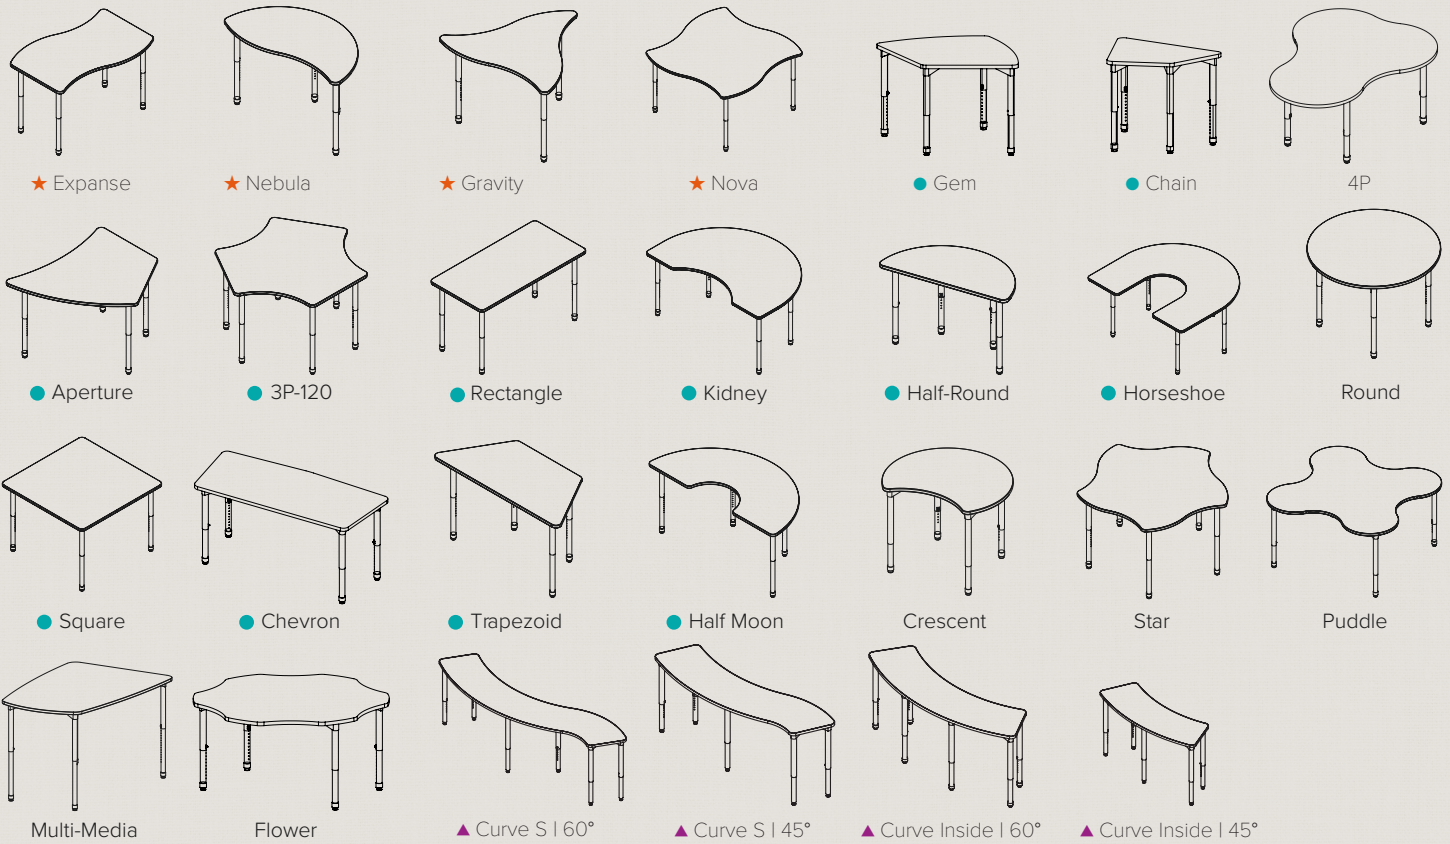 ★ Expanse
★ Nebula
★ Gravity
★ Nova
● Gem
● Chain
4P
● Aperture
● 3P-120
● Rectangle
● Kidney
● Half-Round
● Horseshoe
Round
● Square
● Chevron
● Trapezoid
● Half Moon
Crescent
Star
Puddle
Multi-Media
Flower
▲ Curve S | 60°
▲ Curve S | 45°
▲ Curve Inside | 60°
▲ Curve Inside | 45°